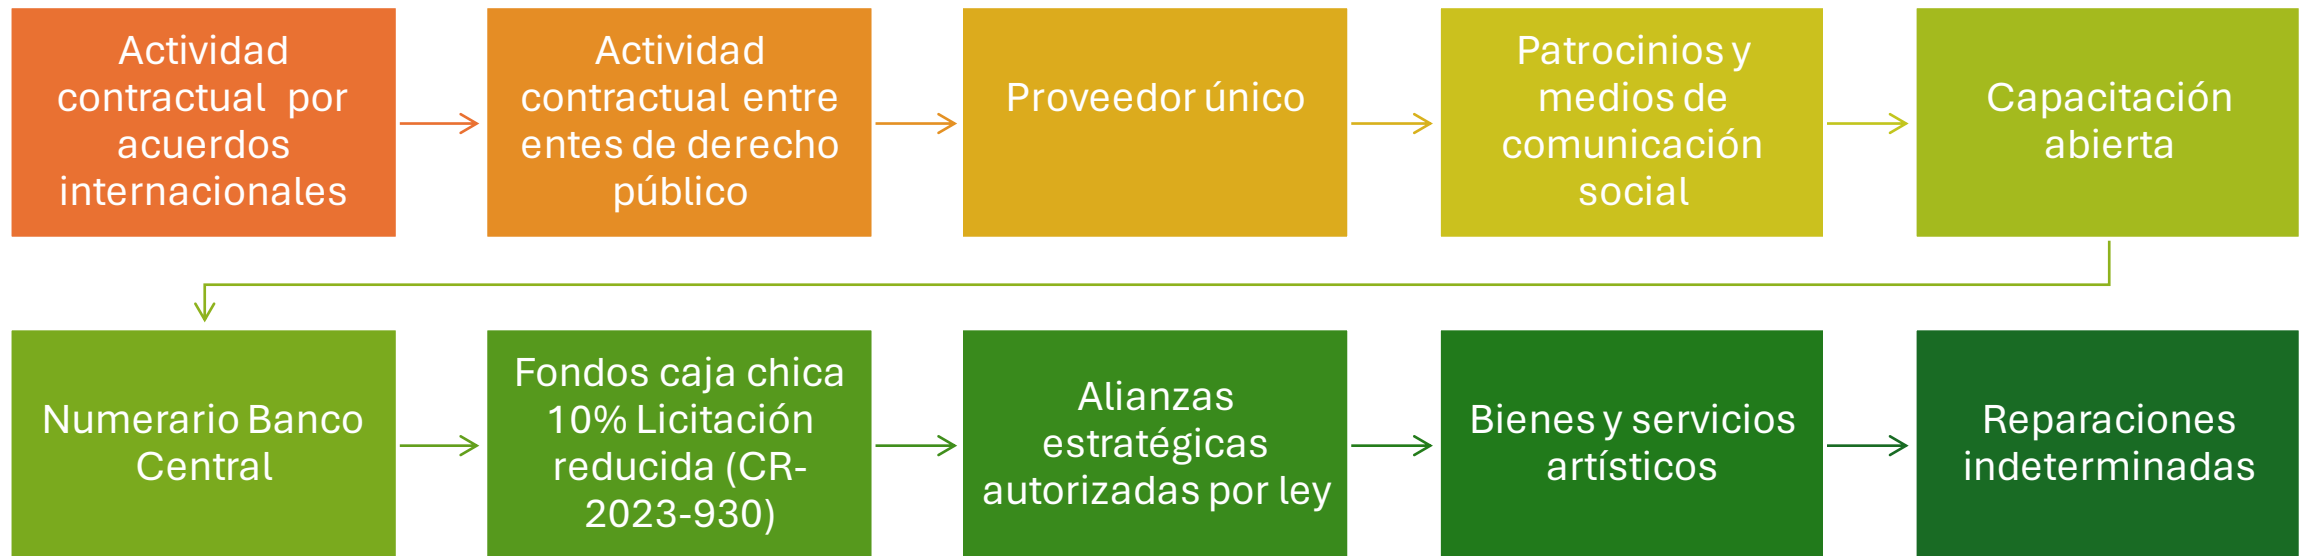 Actividad
contractual por
acuerdos
internacionales
Actividad
contractual entre
entes de derecho
público
Proveedor único
Patrocinios y
medios de
comunicación
social
Capacitación
abierta
Numerario Banco
Central
Fondos caja chica
10% Licitación
reducida (CR-
2023-930)
Alianzas
estratégicas
autorizadas por ley
Bienes y servicios
artísticos
Reparaciones
indeterminadas